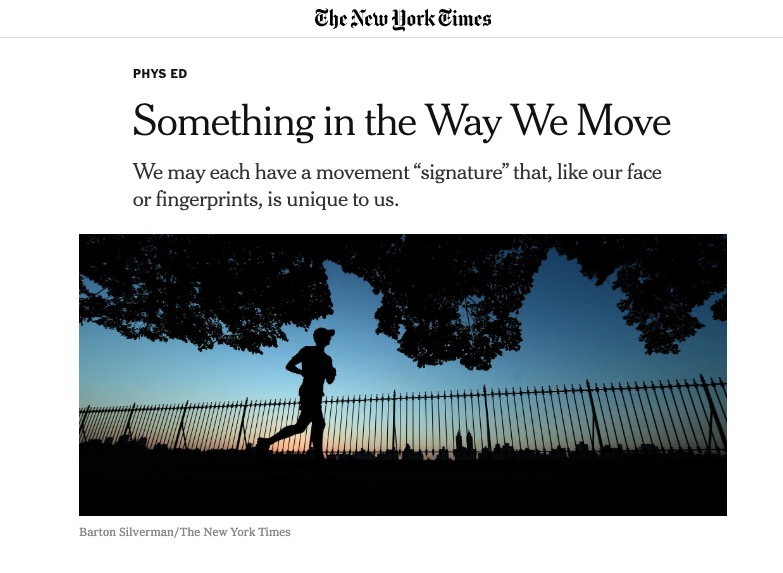 The New York Times
PHYS ED
Something in the Way We Move
We may each have a movement “signature” that, like our face
or fingerprints, is unique to us.
Barton Silverman/The New York Times